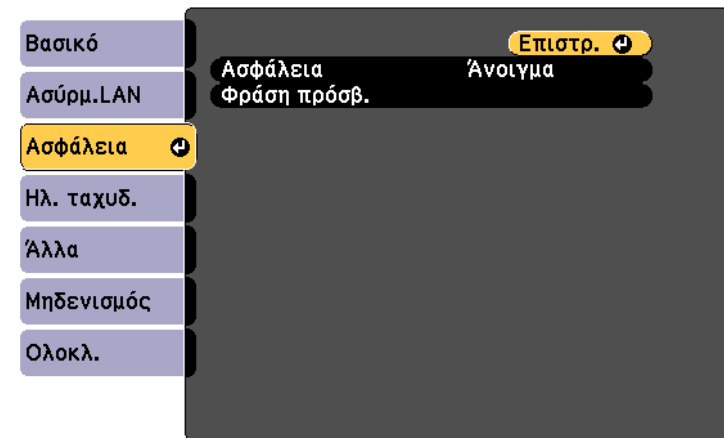 Βασικό
Ασύρμ.LAN
Ασφάλεια
Ηλ. ταχυδ.
Άλλα
Μηδενισμός
Ολοκλ.
Επιστρ.
Ασφάλεια Άνοιγμα
Φράση πρόσβ.